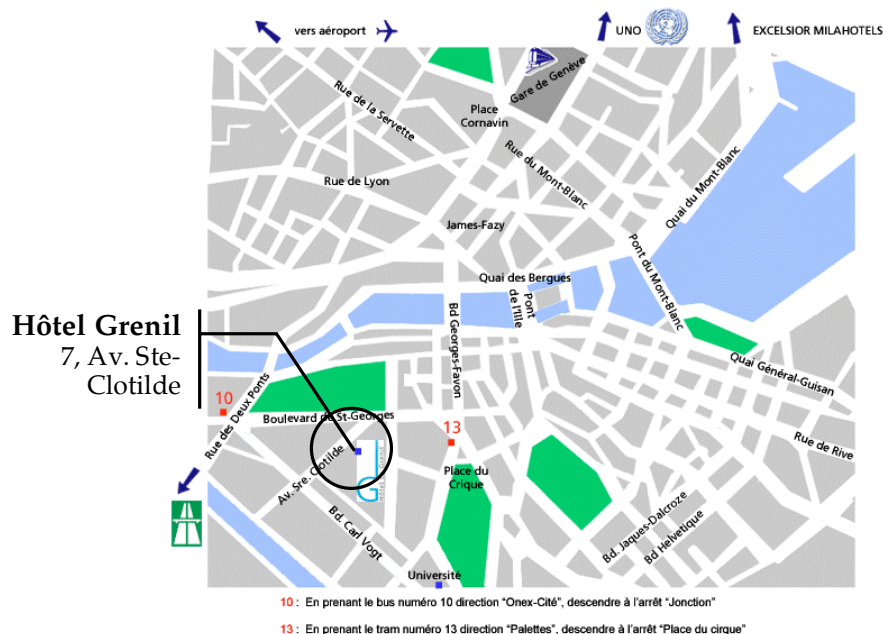 vers aéroport
UNO
EXCELSIOR MILAHOTELS
Gare de Genève
Rue de la Servette
Place
Cornavin
Rue du Mont-Blanc
Rue de Lyon
Quai du Mont-Blanc
James-Fazy
Pont du Mont-Blanc
Quai des Bergues
Pont
de l'Ille
Bd Georges-Favon
Hôtel Grenil
7, Av. Ste-
Clotilde
Quai Général-Guisan
10
Rue des Deux Ponts
Boulevard de St-Georges
13
Rue de Rive
Av. Ste. Clotilde
G
Hôtel Grenil
Place du
Crique
Bd. Carl Vogt
Bd. Jaques-Dalcroze
Bd Helvetique
Université
10 : En prenant le bus numéro 10 direction “Onex-Cité”, descendre à l'arrêt “Jonction”
13 : En prenant le tram numéro 13 direction “Palettes”, descendre à l'arrêt “Place du cirque”